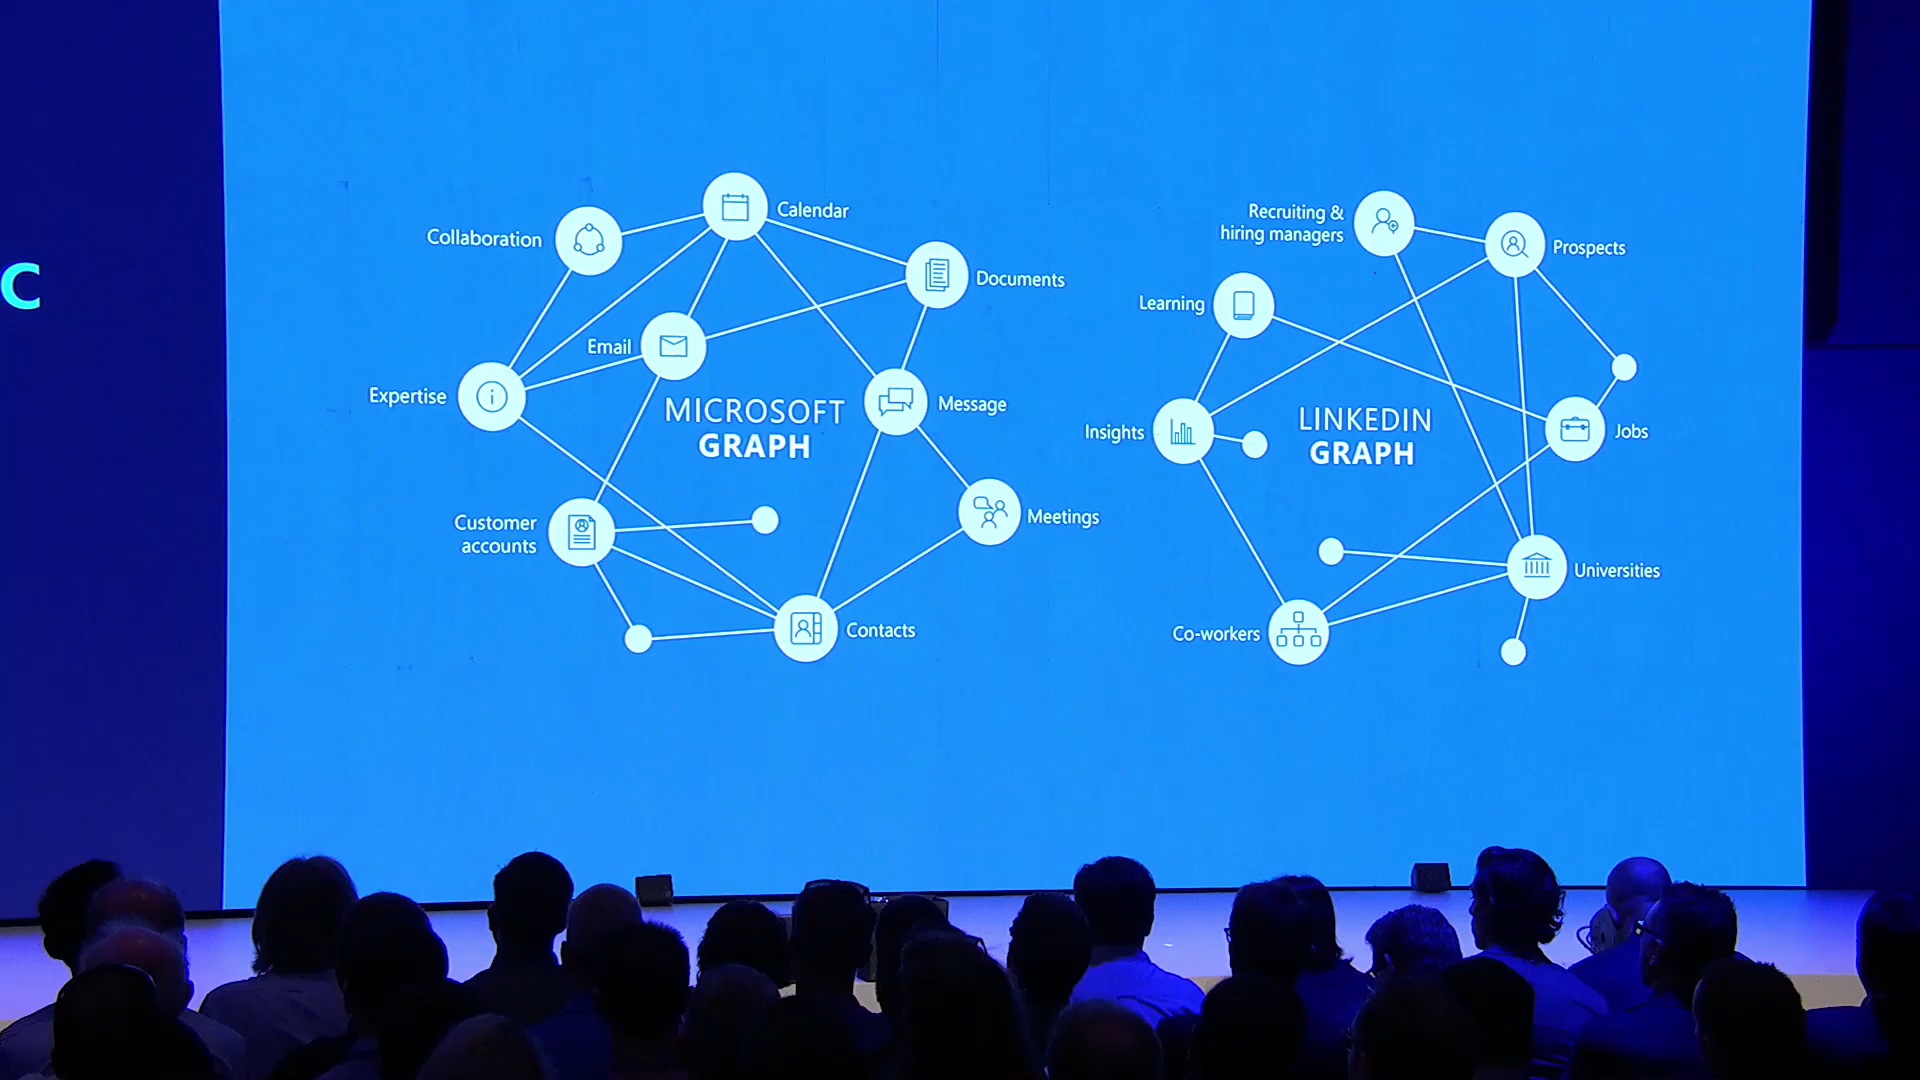 C
Calendar
Collaboration
Documents
Email
Expertise
MICROSOFT
GRAPH
Message
Customer
accounts
Meetings
Contacts
Recruiting &
hiring managers
Prospects
Learning
Insights
LINKEDIN
GRAPH
Jobs
Universities
Co-workers